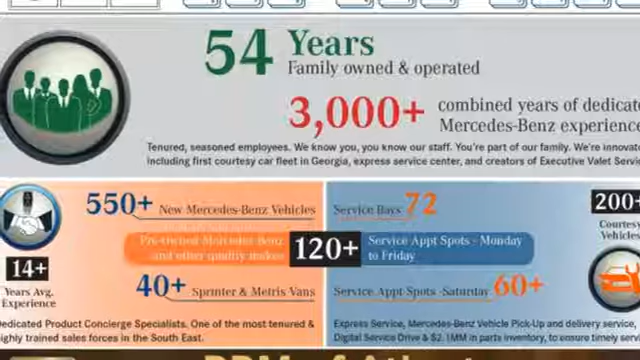 54 Years
Family owned & operated
3,000+ combined years of dedicate
Mercedes-Benz experience
Tenured, seasoned employees. We know you, you know our staff. You're part of our family. We're innovat
including first courtesy car fleet in Georgia, express service center, and creators of Executive Valet Servi
550+ New Mercedes-Benz Vehicles
Pre-owned Mercedes-Benz
and other quality makes
40+ Sprinter & Metris Vans
14+
Years Avg.
Experience
Dedicated Product Concierge Specialists. One of the most tenured &
highly trained sales forces in the South East.
120+
Service Bays 72
Service Appt Spots - Monday
to Friday
Service Appt Spots -Saturday 60+
200+
Courtesy
Vehicles
Express Service, Mercedes-Benz Vehicle Pick-Up and delivery service,
Digital Service Drive & $2.1MM in parts inventory, to ensure timely serv